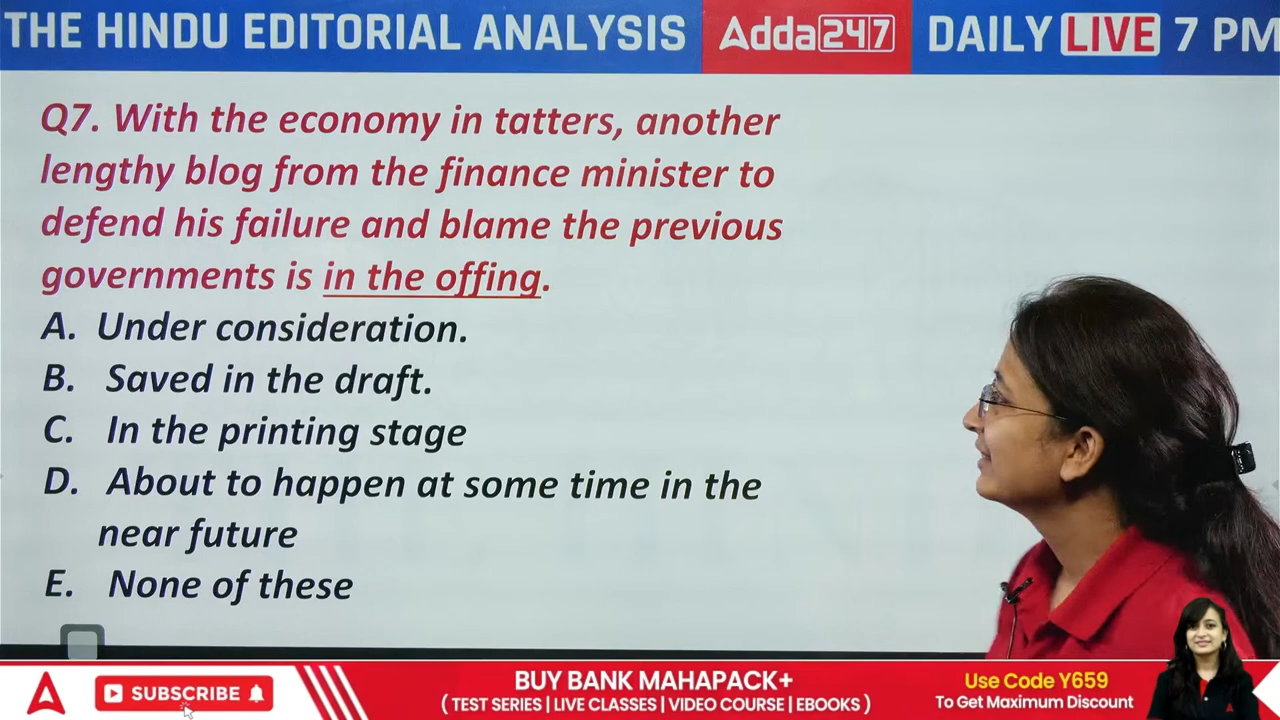 THE HINDU EDITORIAL ANALYSIS Adda247 DAILY LIVE 7 PM
Q7. With the economy in tatters, another
lengthy blog from the finance minister to
defend his failure and blame the previous
governments is in the offing.
A. Under consideration.
B. Saved in the draft.
C. In the printing stage
D. About to happen at some time in the
near future
E. None of these
SUBSCRIBE
BUY BANK MAHAPACK+
( TEST SERIES | LIVE CLASSES | VIDEO COURSE | EBOOKS )
Use Code Y659
To Get Maximum Discount